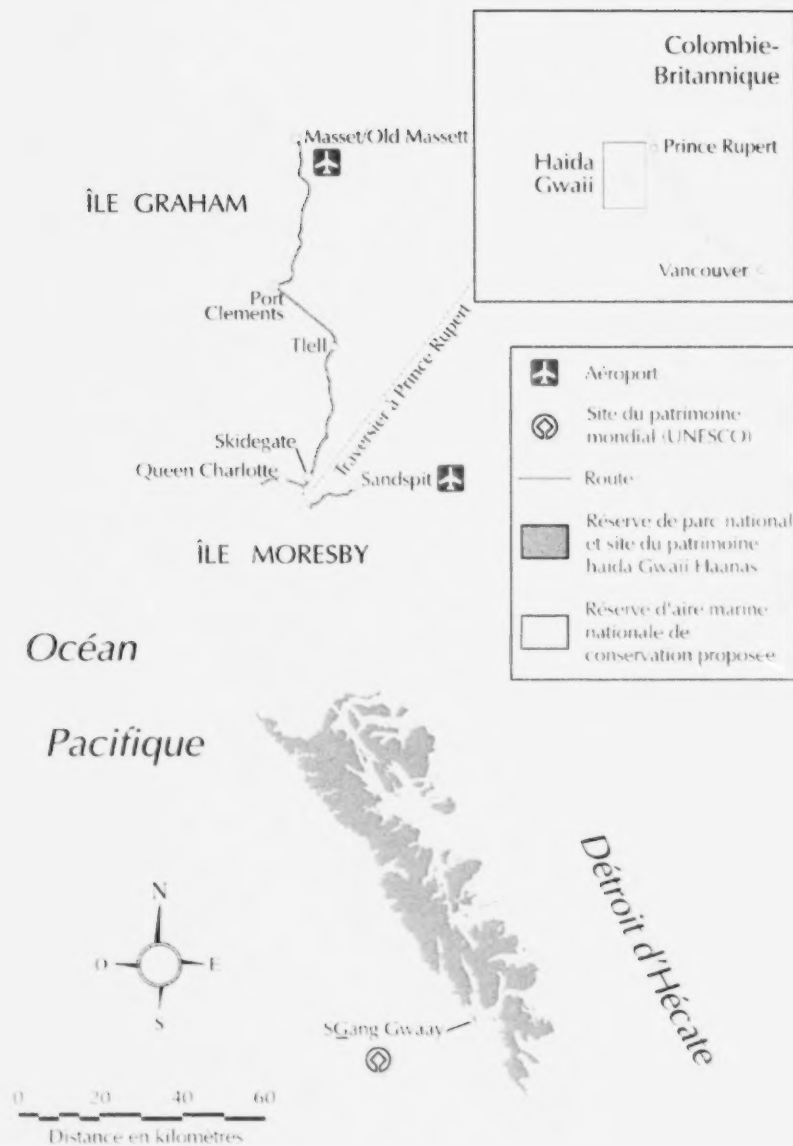 Colombie-
Britannique
Prince Rupert
Haida
Gwaii
Vancouver
Masset/Old Massett
ÎLE GRAHAM
Port
Clements
Tlell
Traversier à Prince Rupert
Skidegate
Queen Charlotte
Sandspit
ÎLE MORESBY
Aéroport
Site du patrimoine
mondial (UNESCO)
Route
Réserve de parc national
et site du patrimoine
haida Gwaii Haanas
Réserve d'aire marine
nationale de
conservation proposée
Océan
Pacifique
Détroit d'Hécate
N
O
E
S
SGang Gwaay
0 20 40 60
Distance en kilomètres